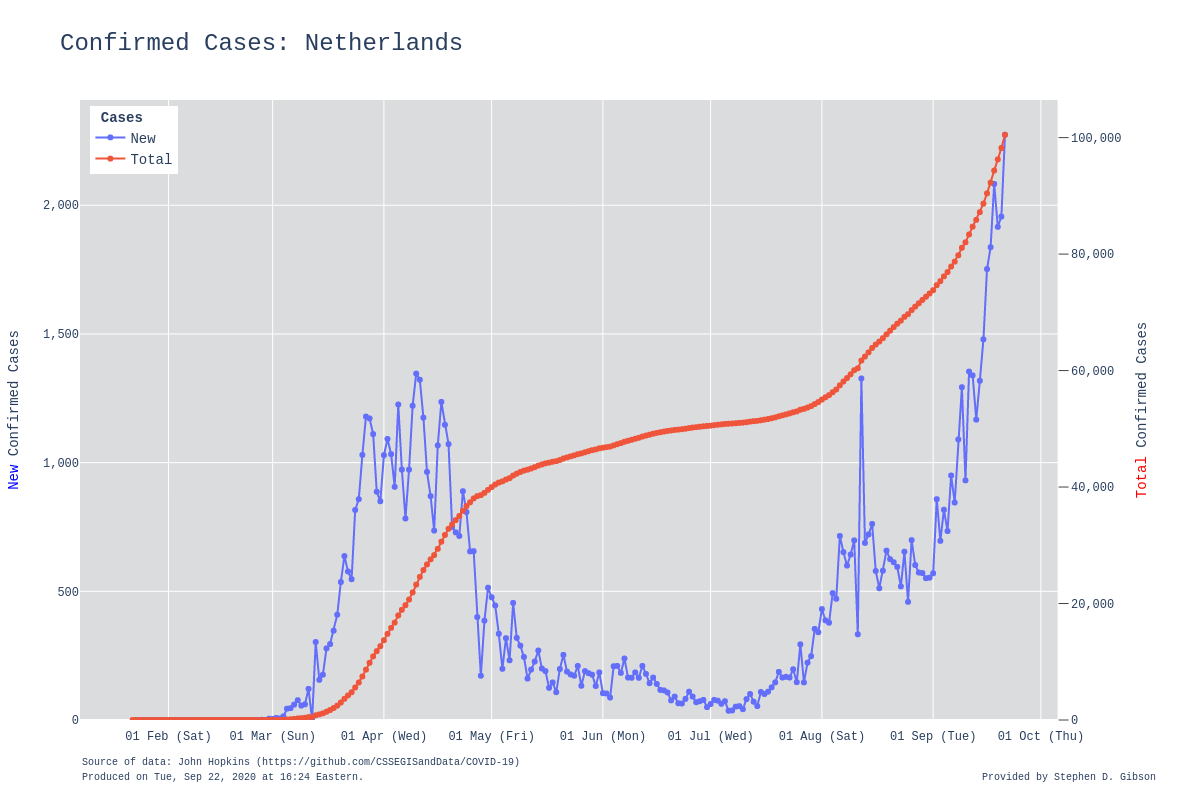 Confirmed Cases: Netherlands
Cases
New
Total
2,000
1,500
1,000
500
0
100,000
80,000
60,000
40,000
20,000
0
New Confirmed Cases
Total Confirmed Cases
01 Feb (Sat) 01 Mar (Sun) 01 Apr (Wed) 01 May (Fri) 01 Jun (Mon) 01 Jul (Wed) 01 Aug (Sat) 01 Sep (Tue) 01 Oct (Thu)
Source of data: John Hopkins (https://github.com/CSSEGISandData/COVID-19)
Produced on Tue, Sep 22, 2020 at 16:24 Eastern.
Provided by Stephen D. Gibson